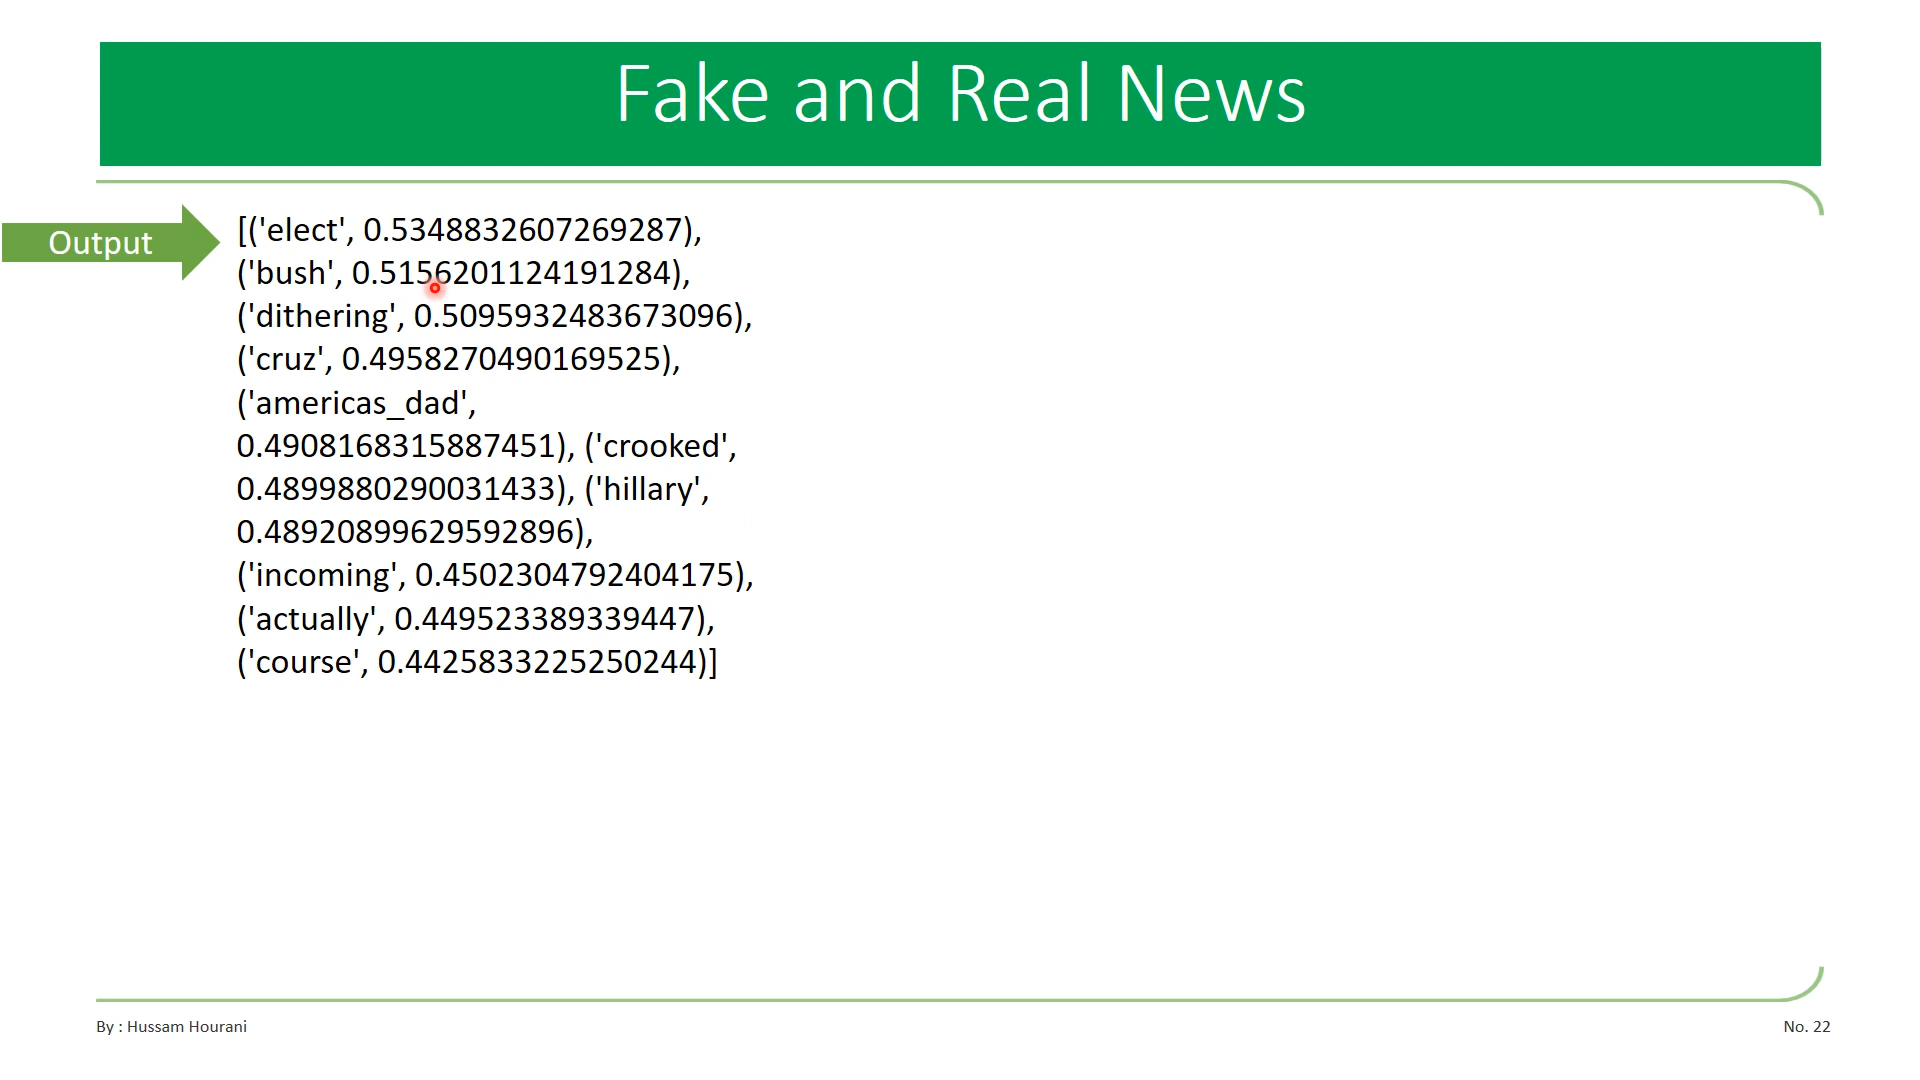 Fake and Real News
Output
[('elect', 0.5348832607269287),
('bush', 0.5156201124191284),
('dithering', 0.5095932483673096),
('cruz', 0.4958270490169525),
('americas_dad',
0.4908168315887451), ('crooked',
0.4899880290031433), ('hillary',
0.48920899629592896),
('incoming', 0.4502304792404175),
('actually', 0.449523389339447),
('course', 0.4425833225250244)]
By : Hussam Hourani
No. 22